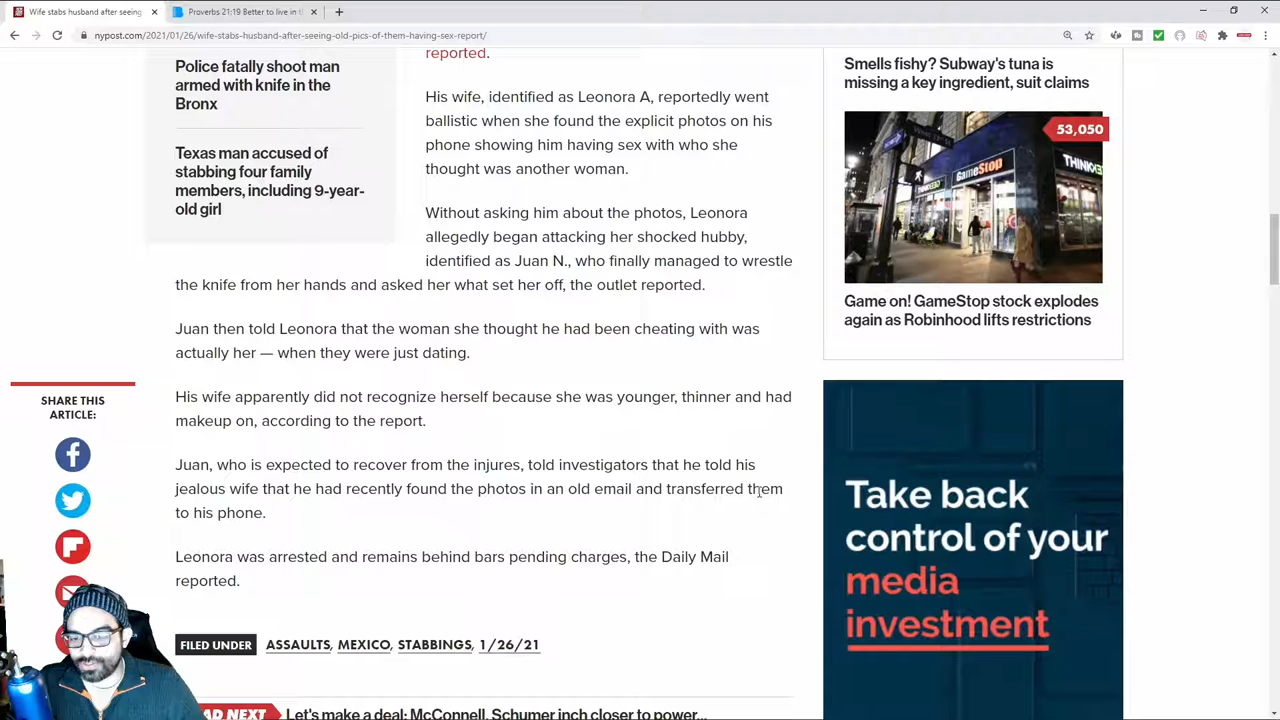 Wife stabs husband after seeing
Proverbs 21:19 Better to live in t
nypost.com/2021/01/26/wife-stabs-husband-after-seeing-old-pics-of-them-having-sex-report/
Police fatally shoot man
armed with knife in the
Bronx
Texas man accused of
stabbing four family
members, including 9-year-
old girl
reported.
His wife, identified as Leonora A, reportedly went
ballistic when she found the explicit photos on his
phone showing him having sex with who she
thought was another woman.
Without asking him about the photos, Leonora
allegedly began attacking her shocked hubby,
identified as Juan N., who finally managed to wrestle
the knife from her hands and asked her what set her off, the outlet reported.
Juan then told Leonora that the woman she thought he had been cheating with was
actually her — when they were just dating.
His wife apparently did not recognize herself because she was younger, thinner and had
makeup on, according to the report.
Juan, who is expected to recover from the injures, told investigators that he told his
jealous wife that he had recently found the photos in an old email and transferred them
to his phone.
Leonora was arrested and remains behind bars pending charges, the Daily Mail
reported.
FILED UNDER ASSAULTS, MEXICO, STABBINGS, 1/26/21
Let's make a deal: McConnell, Schumer inch closer to power...
SHARE THIS
ARTICLE:
Smells fishy? Subway's tuna is
missing a key ingredient, suit claims
53,050
GameStop
Game on! GameStop stock explodes
again as Robinhood lifts restrictions
Take back
control of your
media
investment